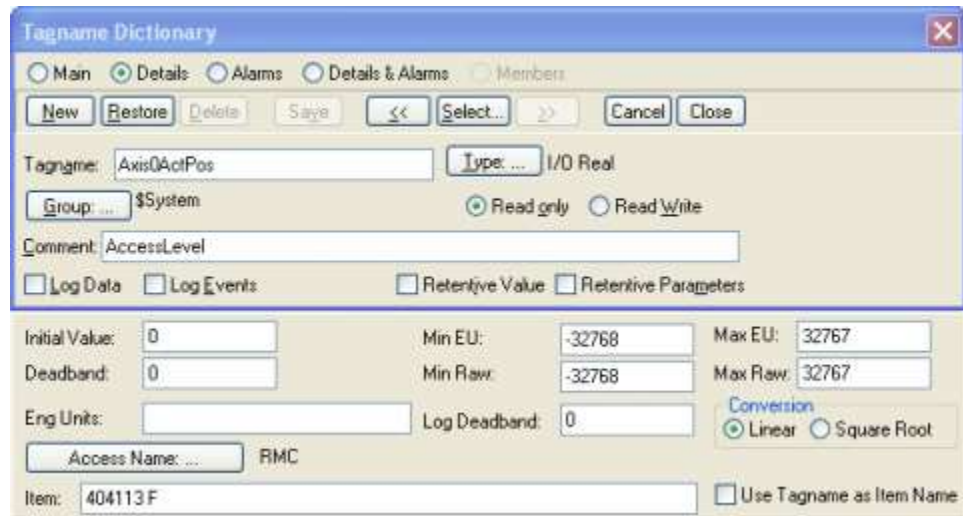 Tagname Dictionary
Main Details Alarms Details & Alarms Members
New Restore Delete Save << Select... >> Cancel Close
Tagname: Axis0ActPos Type: ... I/O Real
Group: ... $System Read only Read Write
Comment: AccessLevel
Log Data Log Events Retentive Value Retentive Parameters
Initial Value: 0 Min EU: -32768 Max EU: 32767
Deadband: 0 Min Raw: -32768 Max Raw: 32767
Eng Units: Log Deadband: 0 Conversion
Linear Square Root
Access Name: ... RMC
Item: 404113 F Use Tagname as Item Name